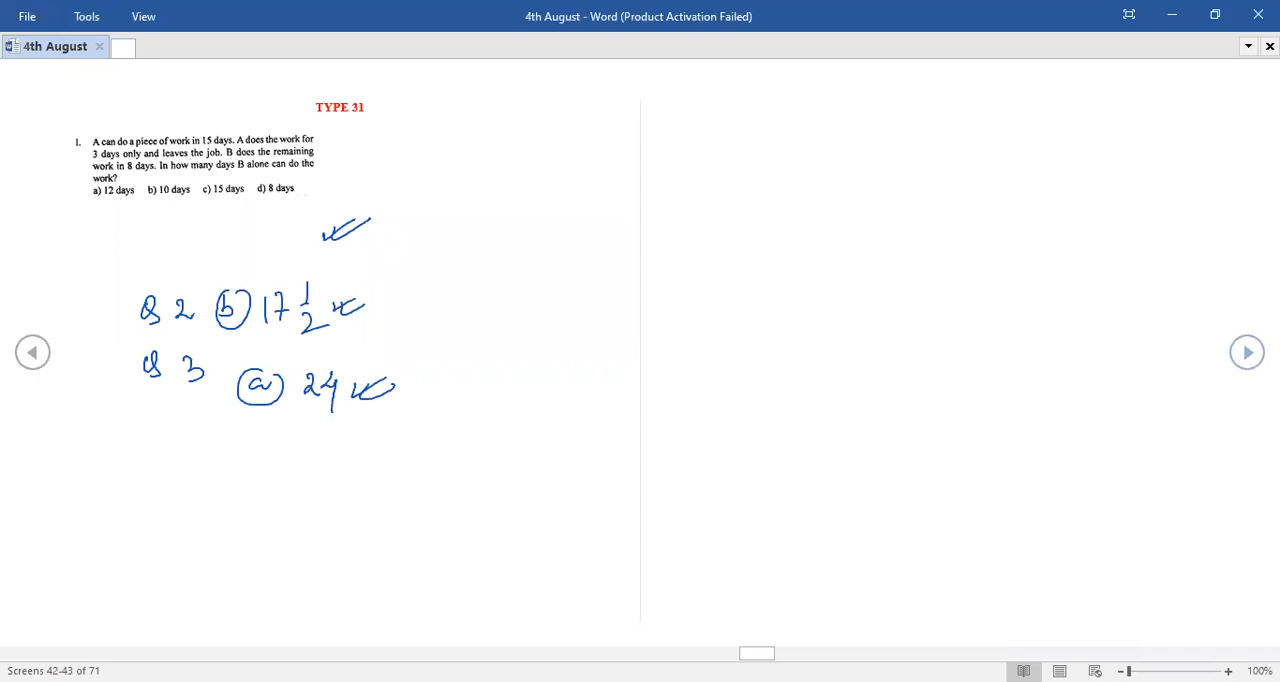 File Tools View 4th August - Word (Product Activation Failed)
4th August
TYPE 31
1. A can do a piece of work in 15 days. A does the work for
3 days only and leaves the job. B does the remaining
work in 8 days. In how many days B alone can do the
work?
a) 12 days b) 10 days c) 15 days d) 8 days
Q 2 (b) 17 1/2
Q 3 (a) 24
Screens 42-43 of 71 100%